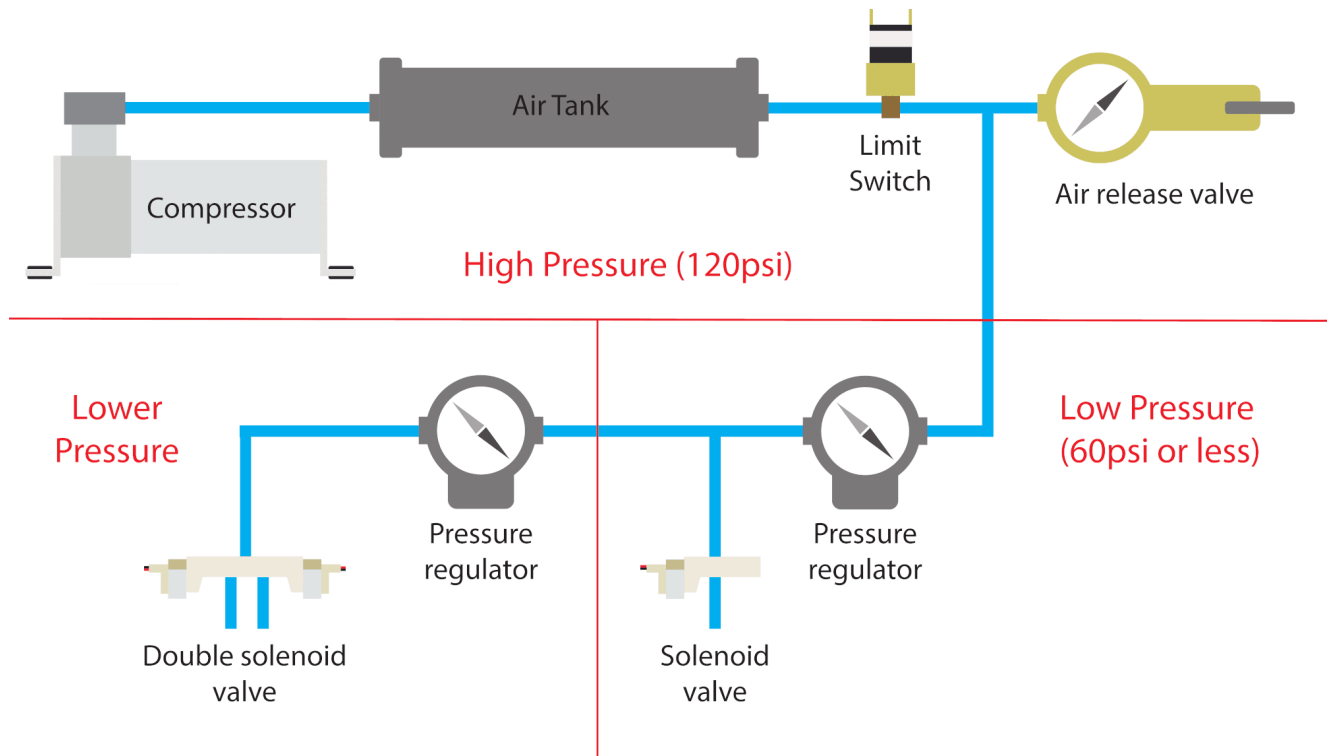 Air Tank
Limit
Switch
Air release valve
Compressor
High Pressure (120psi)
Lower
Pressure
Low Pressure
(60psi or less)
Pressure
regulator
Pressure
regulator
Double solenoid
valve
Solenoid
valve